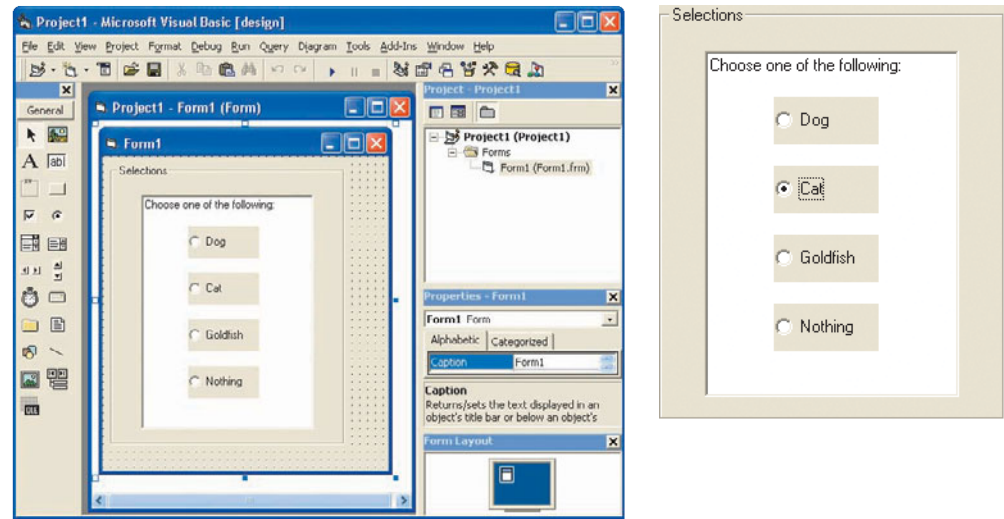 Project1 - Microsoft Visual Basic [design]
File Edit View Project Format Debug Run Query Diagram Tools Add-Ins Window Help
General
A
abl
OLE
Project1 - Form1 (Form)
Form1
Selections
Choose one of the following:
Dog
Cat
Goldfish
Nothing
Project - Project1
Project1 (Project1)
Forms
Form1 (Form1.frm)
Properties - Form1
Form1 Form
Alphabetic Categorized
Caption Form1
Caption
Returns/sets the text displayed in an
object's title bar or below an object's
Form Layout
Selections
Choose one of the following:
Dog
Cat
Goldfish
Nothing